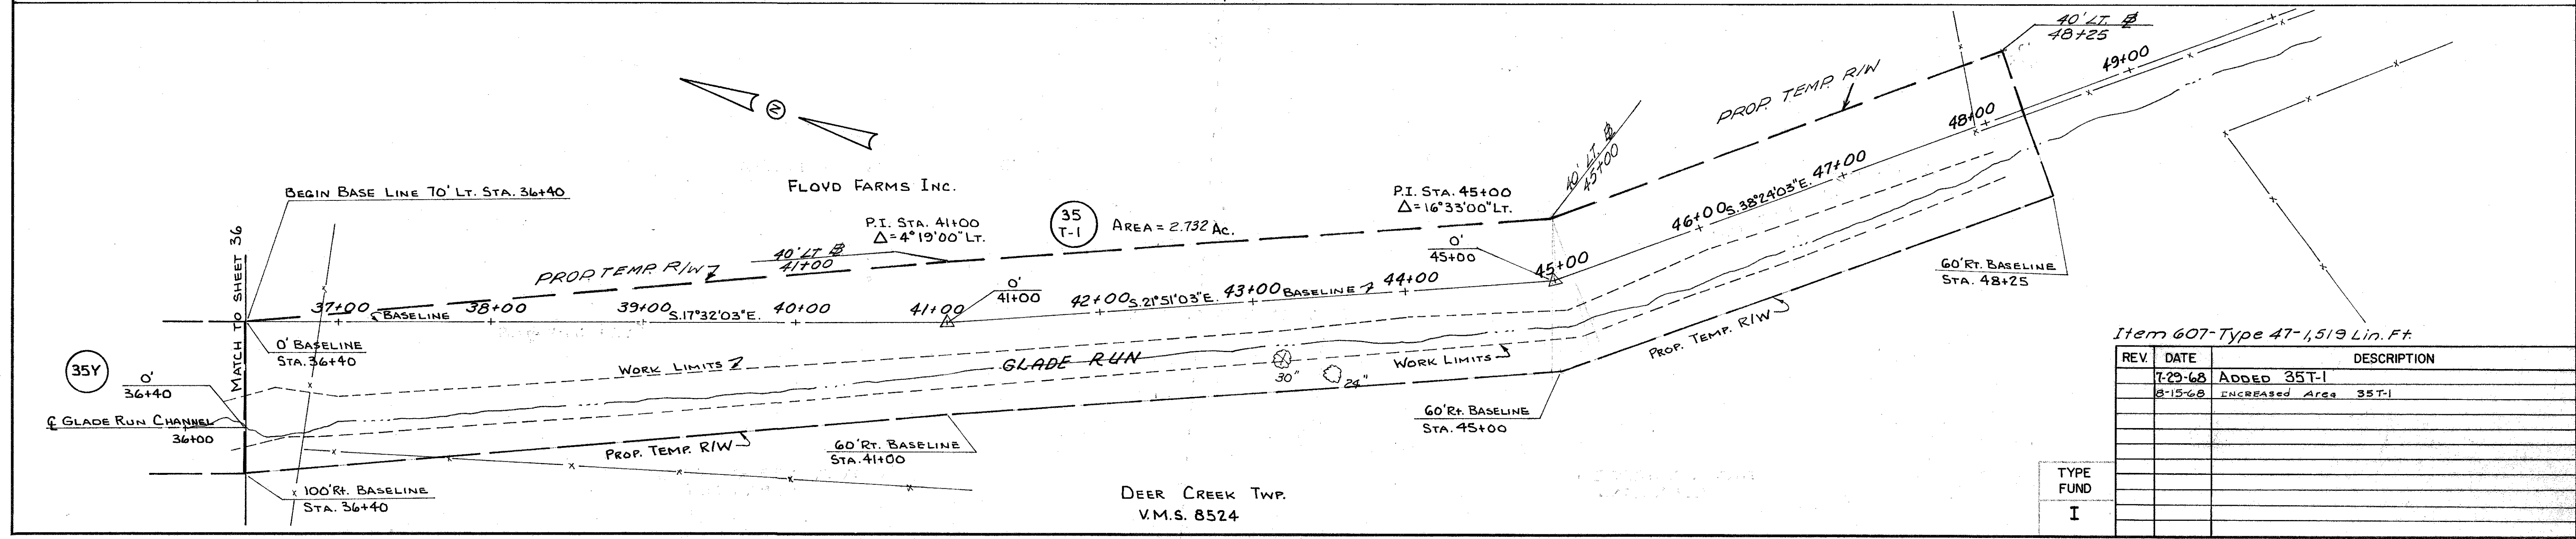 40' LT. BL
48+25
49+00
PROP. TEMP. R/W
48+00
N
40' LT. BL
45+00
47+00
FLOYD FARMS INC.
BEGIN BASE LINE 70' LT. STA. 36+40
P.I. STA. 45+00
Δ=16°33'00"LT.
35
T-1
AREA = 2.732 AC.
P.I. STA. 41+00
Δ=4°19'00"LT.
46+00
S.38°24'03"E.
MATCH TO SHEET 36
40' LT BL
41+00
PROP. TEMP. R/W
0'
45+00
45+00
60' RT. BASELINE
STA. 48+25
0'
41+00
37+00
BASELINE
38+00
39+00
S.17°32'03"E.
40+00
41+00
42+00
S.21°51'03"E.
43+00
BASELINE
44+00
0' BASELINE
STA. 36+40
PROP. TEMP. R/W
Item 607-Type 47-1,519 Lin. Ft.
REV. DATE DESCRIPTION
7-29-68 ADDED 35T-1
8-15-68 INCREASED Area 35T-1
35Y
0'
36+40
WORK LIMITS
GLADE RUN
WORK LIMITS
30"
24"
℄ GLADE RUN CHANNEL
36+00
60' Rt. BASELINE
STA. 45+00
PROP. TEMP. R/W
60' RT. BASELINE
STA. 41+00
100' Rt. BASELINE
STA. 36+40
DEER CREEK TWP.
V.M.S. 8524
TYPE
FUND
I